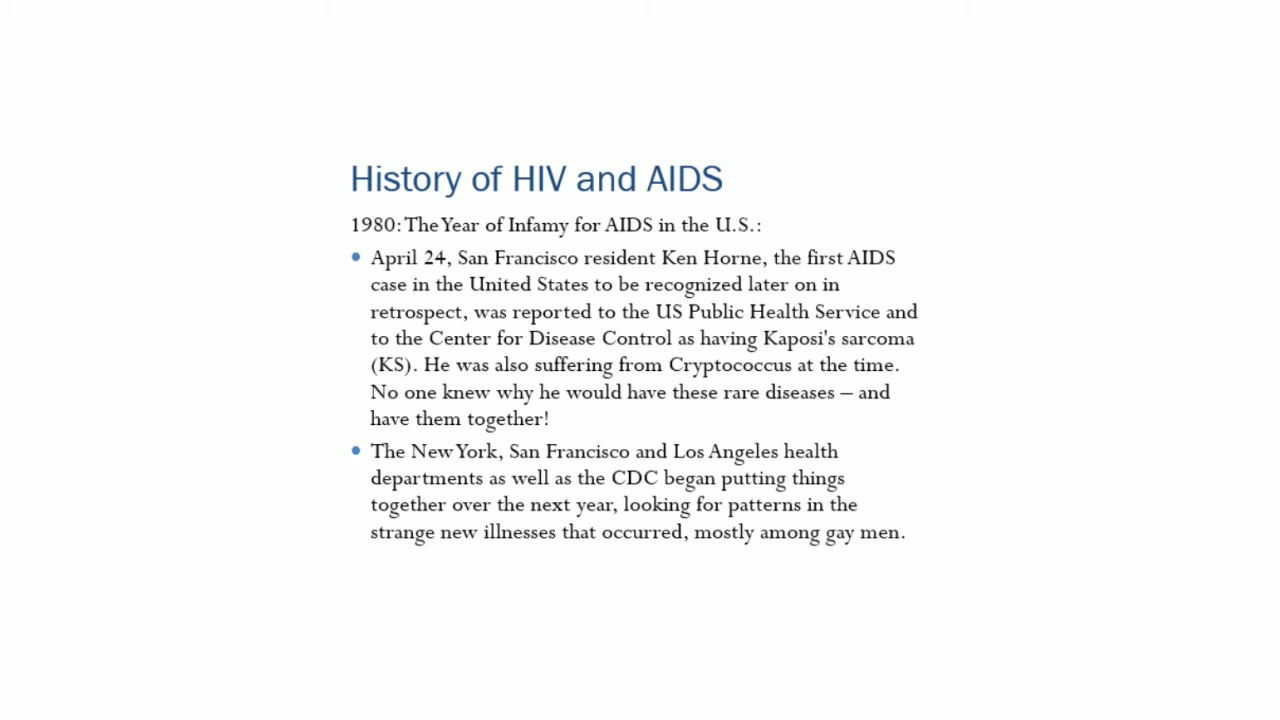 History of HIV and AIDS
1980: The Year of Infamy for AIDS in the U.S.:
• April 24, San Francisco resident Ken Horne, the first AIDS
case in the United States to be recognized later on in
retrospect, was reported to the US Public Health Service and
to the Center for Disease Control as having Kaposi's sarcoma
(KS). He was also suffering from Cryptococcus at the time.
No one knew why he would have these rare diseases – and
have them together!
• The New York, San Francisco and Los Angeles health
departments as well as the CDC began putting things
together over the next year, looking for patterns in the
strange new illnesses that occurred, mostly among gay men.